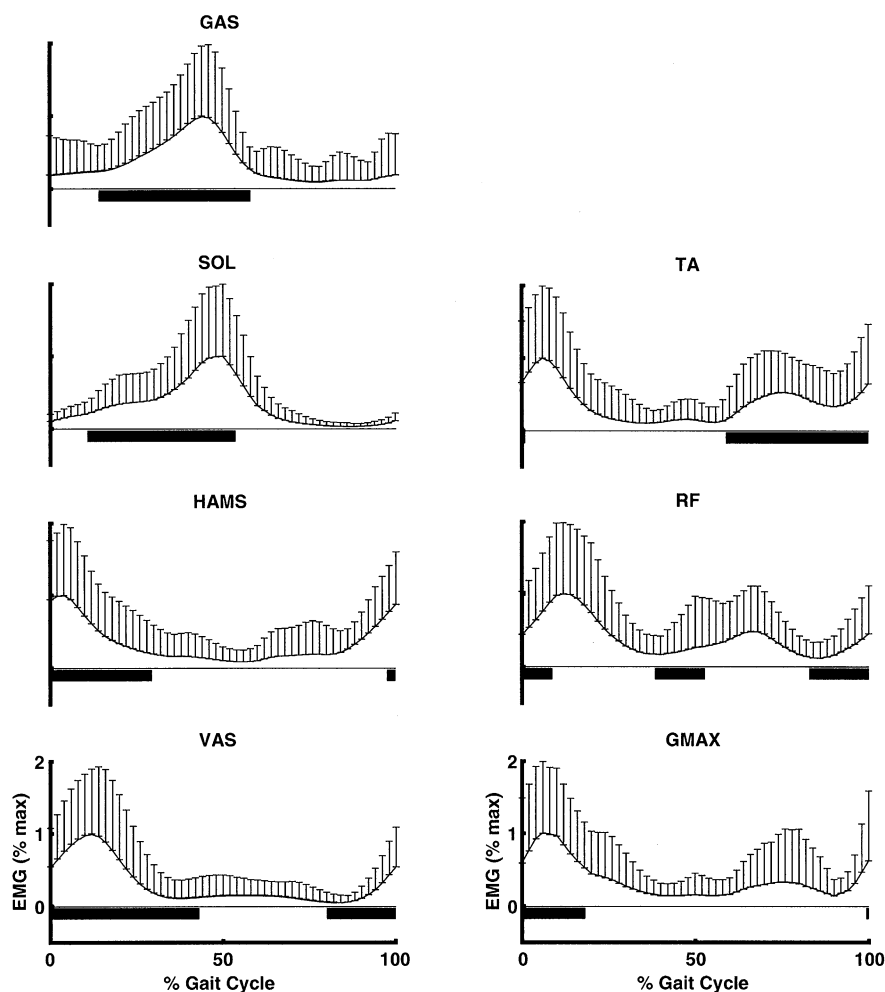 GAS
SOL
TA
HAMS
RF
VAS
GMAX
2
1
0
EMG (% max)
2
1
0
EMG (% max)
0
50
100
0
50
100
% Gait Cycle
% Gait Cycle